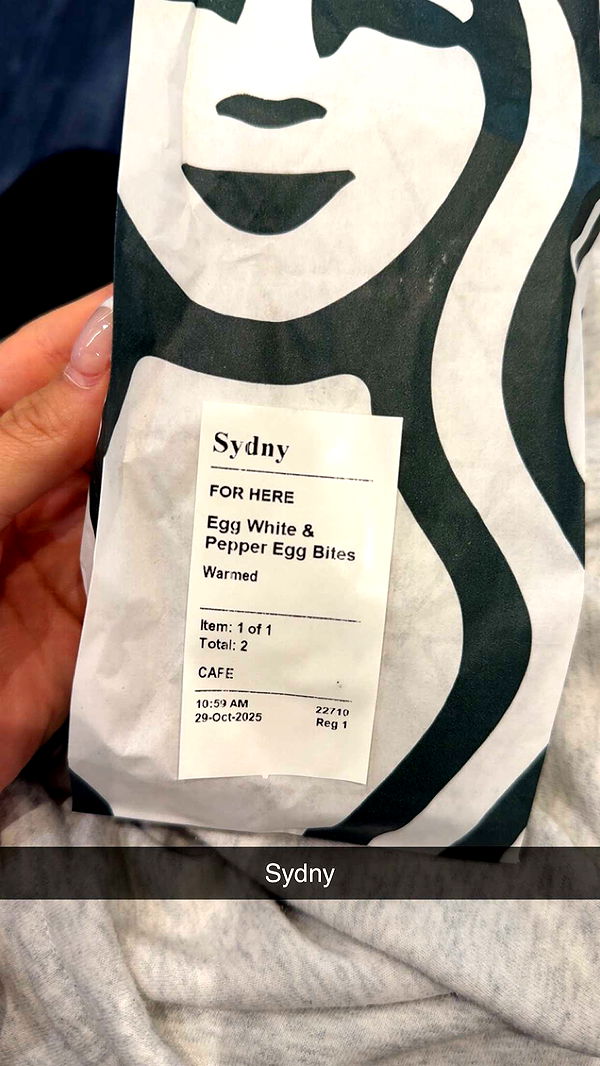 Sydny
FOR HERE
Egg White &
Pepper Egg Bites
Warmed
Item: 1 of 1
Total: 2
CAFE
10:59 AM 22710
29-Oct-2025 Reg 1
Sydny